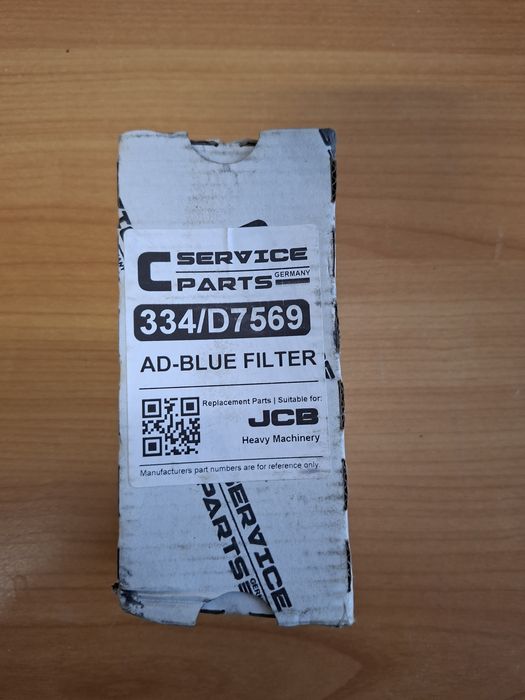 C SERVICE
PARTS GERMANY
334/D7569
AD-BLUE FILTER
Replacement Parts | Suitable for:
JCB
Heavy Machinery
Manufacturers part numbers are for reference only.
SERVICE
PARTS
GER